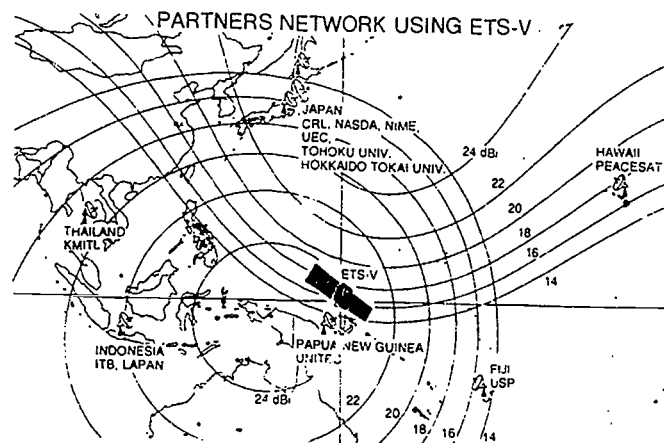 PARTNERS NETWORK USING ETS-V
JAPAN
CRL, NASDA, NIME,
UEC,
TOHOKU UNIV.
HOKKAIDO TOKAI UNIV.
24 dBi
22
20
18
16
14
HAWAII
PEACESAT
THAILAND
KMITL
ETS-V
INDONESIA
ITB, LAPAN
PAPUA NEW GUINEA
UNITEC
FIJI
USP
24 dBi
22
20
18
16
14